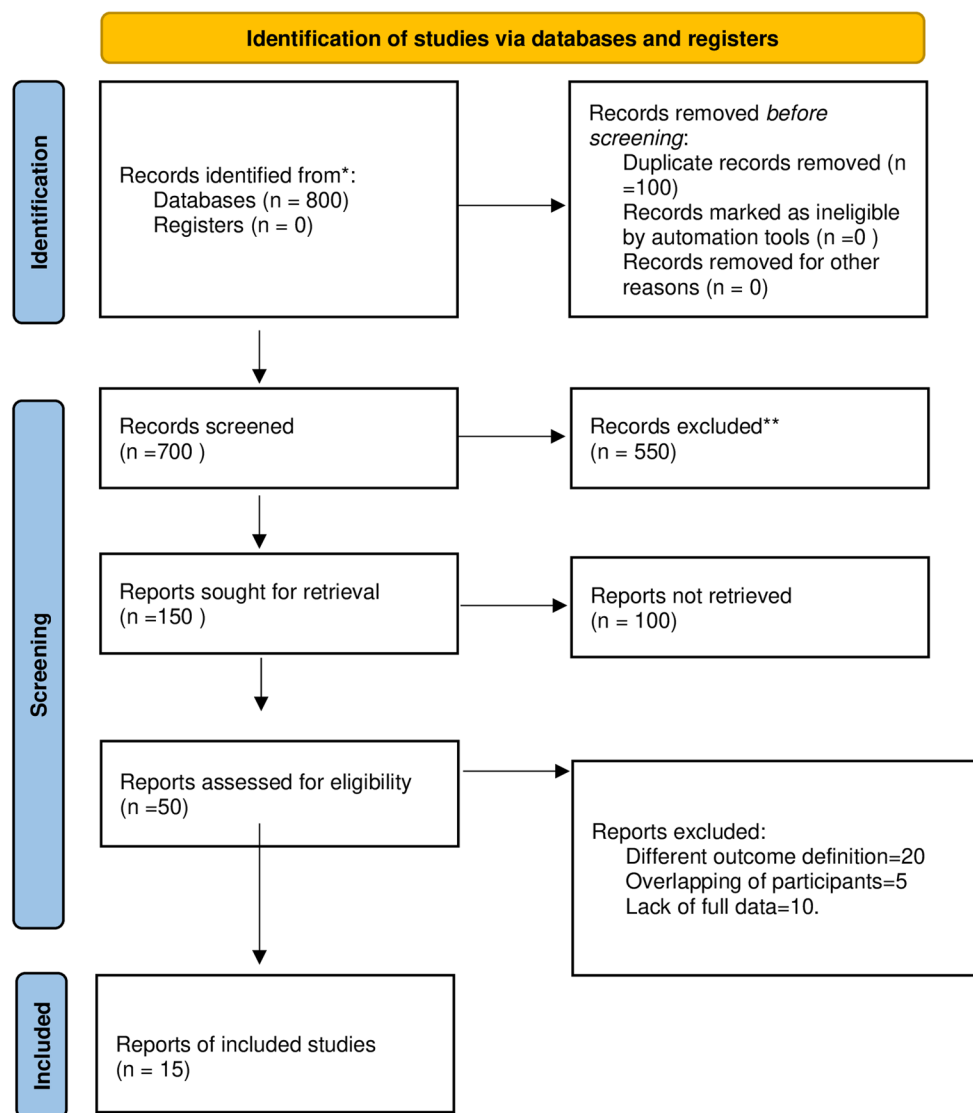 Identification of studies via databases and registers
Identification
Records identified from*:
Databases (n = 800)
Registers (n = 0)
Records removed before
screening:
Duplicate records removed (n
=100)
Records marked as ineligible
by automation tools (n =0 )
Records removed for other
reasons (n = 0)
Screening
Records screened
(n =700 )
Records excluded**
(n = 550)
Reports sought for retrieval
(n =150 )
Reports not retrieved
(n = 100)
Reports assessed for eligibility
(n =50)
Reports excluded:
Different outcome definition=20
Overlapping of participants=5
Lack of full data=10.
Included
Reports of included studies
(n = 15)